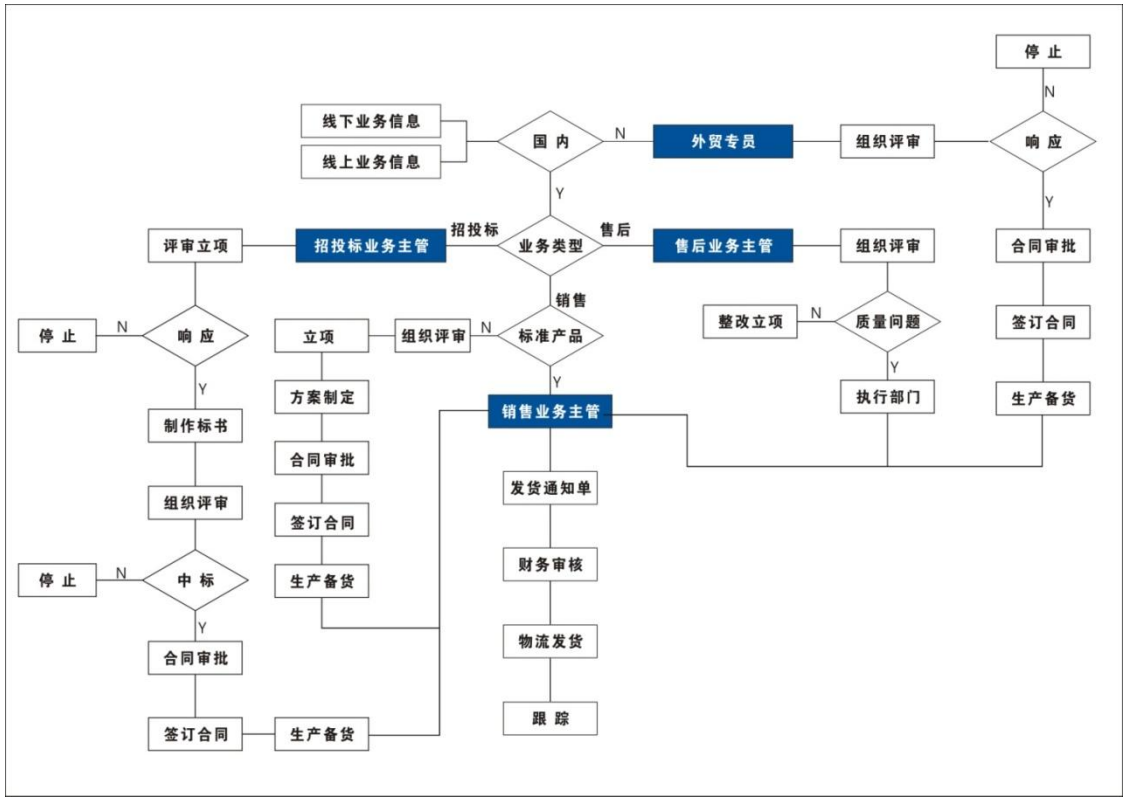 停 止
N
线下业务信息
线上业务信息
国 内
N
外贸专员
组织评审
响 应
Y
Y
招投标
售后
评审立项
招投标业务主管
业务类型
售后业务主管
组织评审
合同审批
销售
停 止
N
响 应
立项
组织评审
N
标准产品
整改立项
N
质量问题
签订合同
Y
Y
Y
方案制定
销售业务主管
执行部门
生产备货
制作标书
合同审批
发货通知单
组织评审
签订合同
财务审核
停 止
N
中 标
生产备货
Y
合同审批
物流发货
签订合同
生产备货
跟 踪